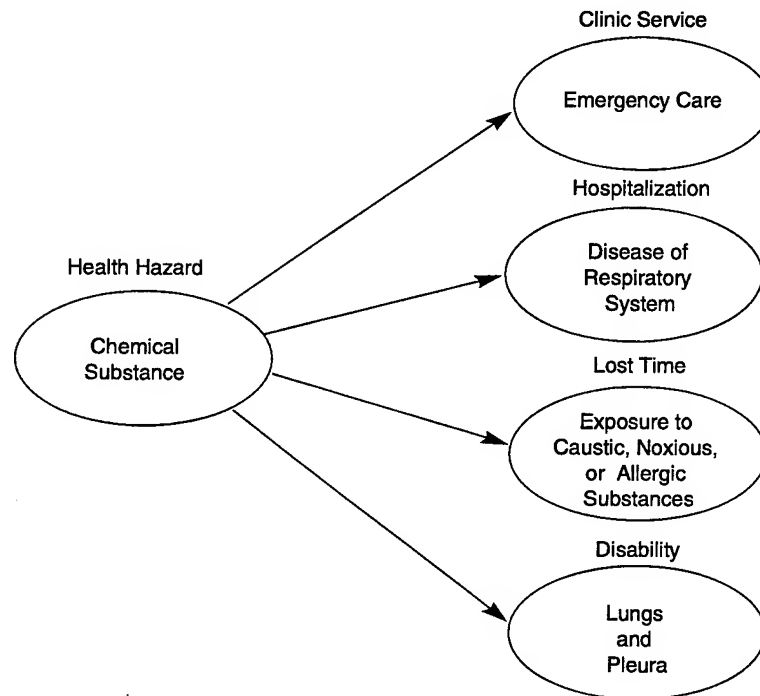 Clinic Service
Emergency Care
Hospitalization
Disease of
Respiratory
System
Health Hazard
Chemical
Substance
Lost Time
Exposure to
Caustic, Noxious,
or Allergic
Substances
Disability
Lungs
and
Pleura